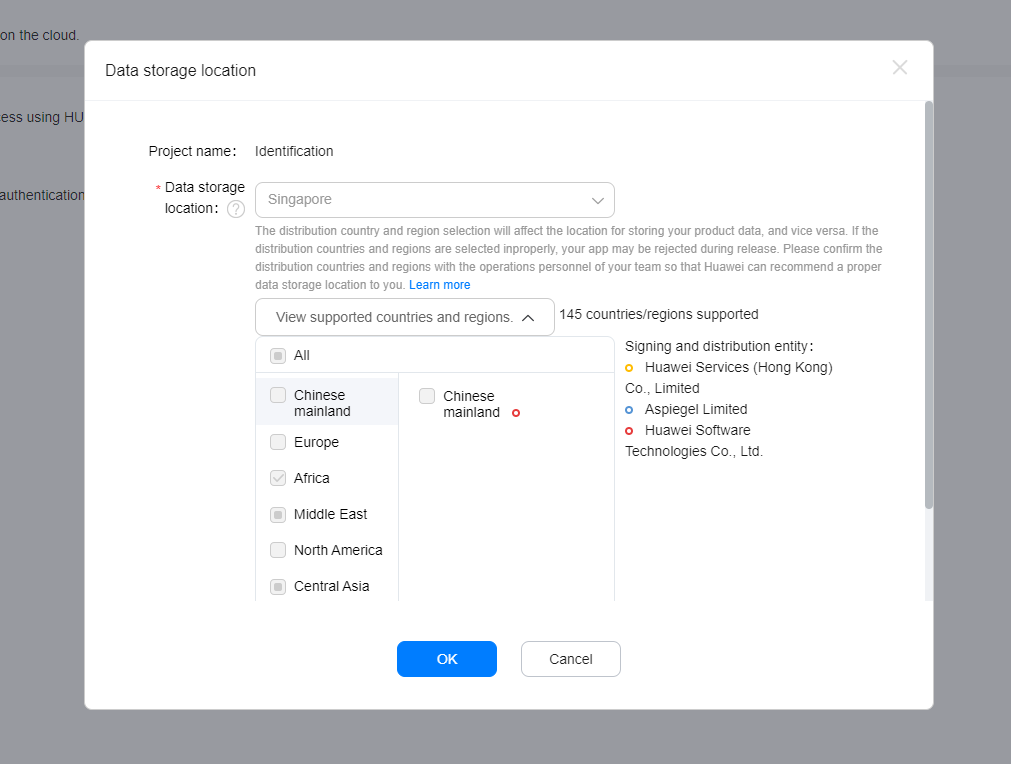 on the cloud.
Data storage location
ess using HU
Project name：
Identification
* Data storage
location：
?
Singapore
authentication
The distribution country and region selection will affect the location for storing your product data, and vice versa. If the
distribution countries and regions are selected inproperly, your app may be rejected during release. Please confirm the
distribution countries and regions with the operations personnel of your team so that Huawei can recommend a proper
data storage location to you. Learn more
View supported countries and regions.
145 countries/regions supported
All
Chinese
mainland
Europe
Africa
Middle East
North America
Central Asia
Chinese
mainland
Signing and distribution entity：
Huawei Services (Hong Kong)
Co., Limited
Aspiegel Limited
Huawei Software
Technologies Co., Ltd.
OK
Cancel